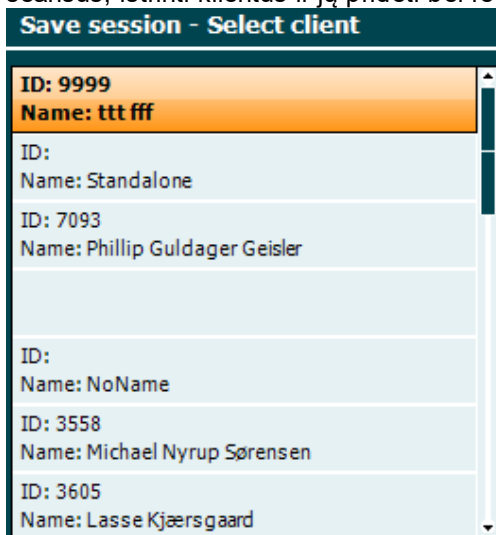 Save session - Select client
ID: 9999
Name: ttt fff
ID:
Name: Standalone
ID: 7093
Name: Phillip Guldager Geisler
ID:
Name: NoName
ID: 3558
Name: Michael Nyrup Sørensen
ID: 3605
Name: Lasse Kjærsgaard